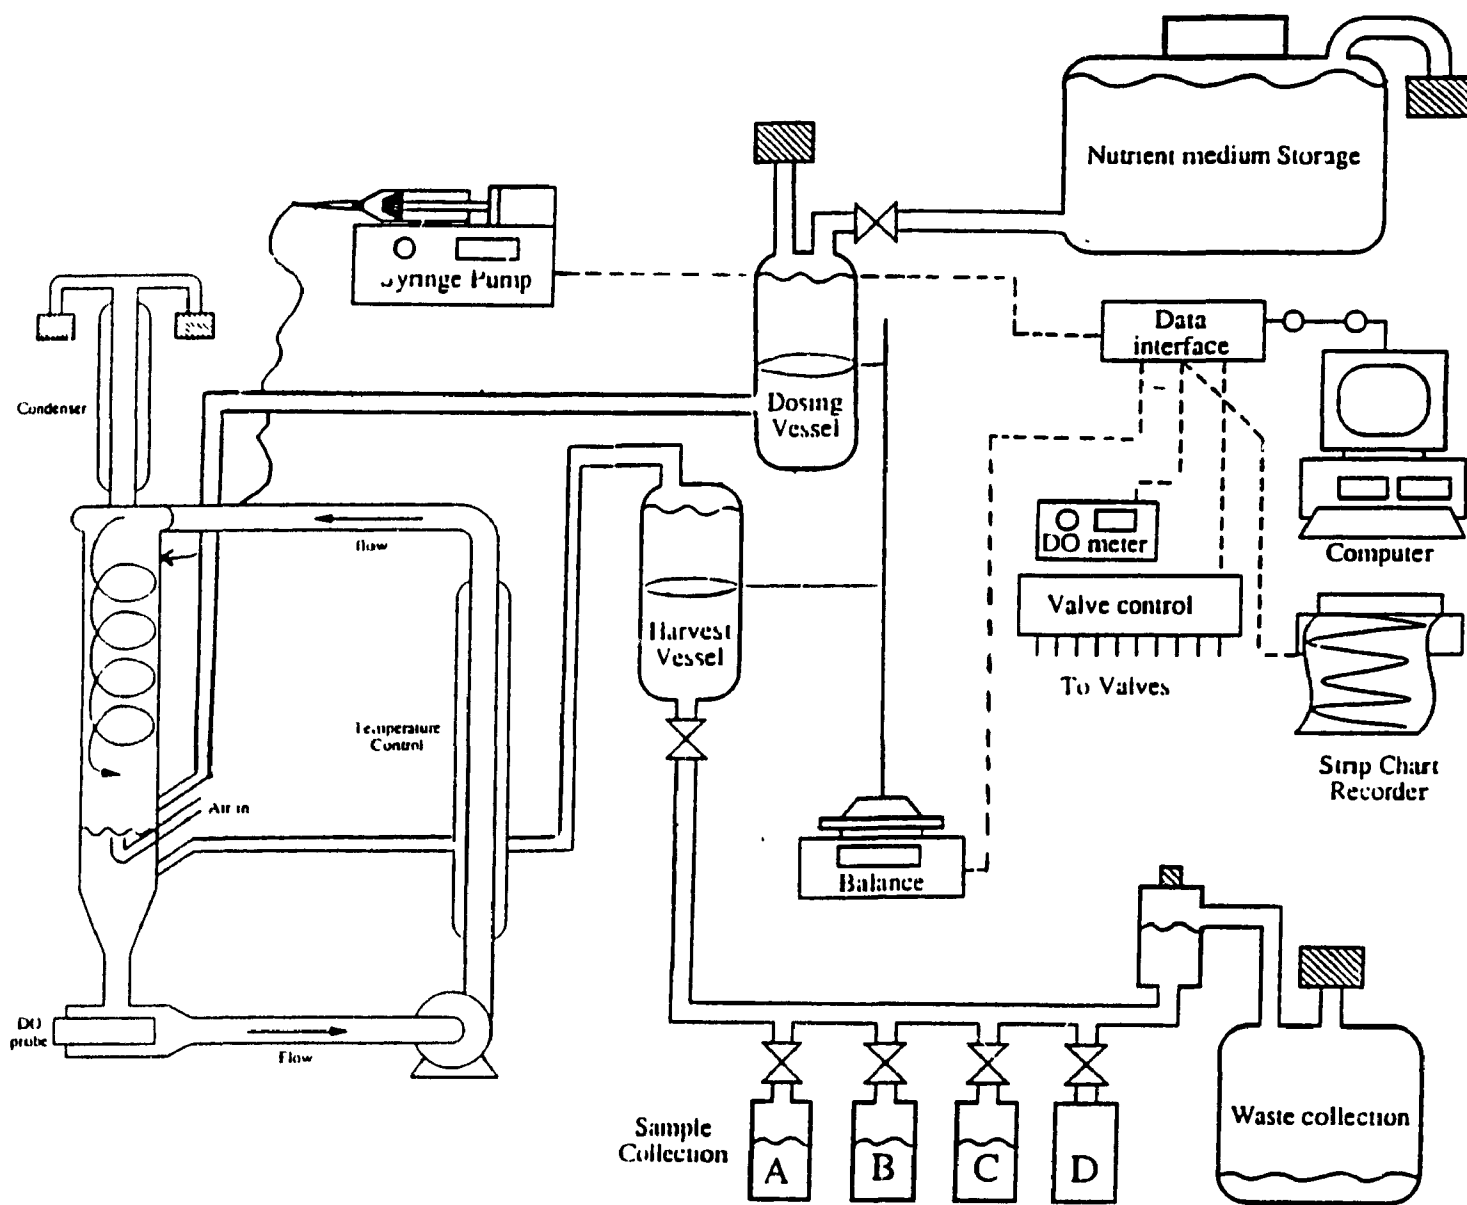 Nutrient medium Storage
Syringe Pump
Data
interface
Condenser
Dosing
Vessel
flow
DO meter
Computer
Valve control
Harvest
Vessel
To Valves
Temperature
Control
Strip Chart
Recorder
Air in
Balance
DO
probe
Flow
Sample
Collection
A
B
C
D
Waste collection